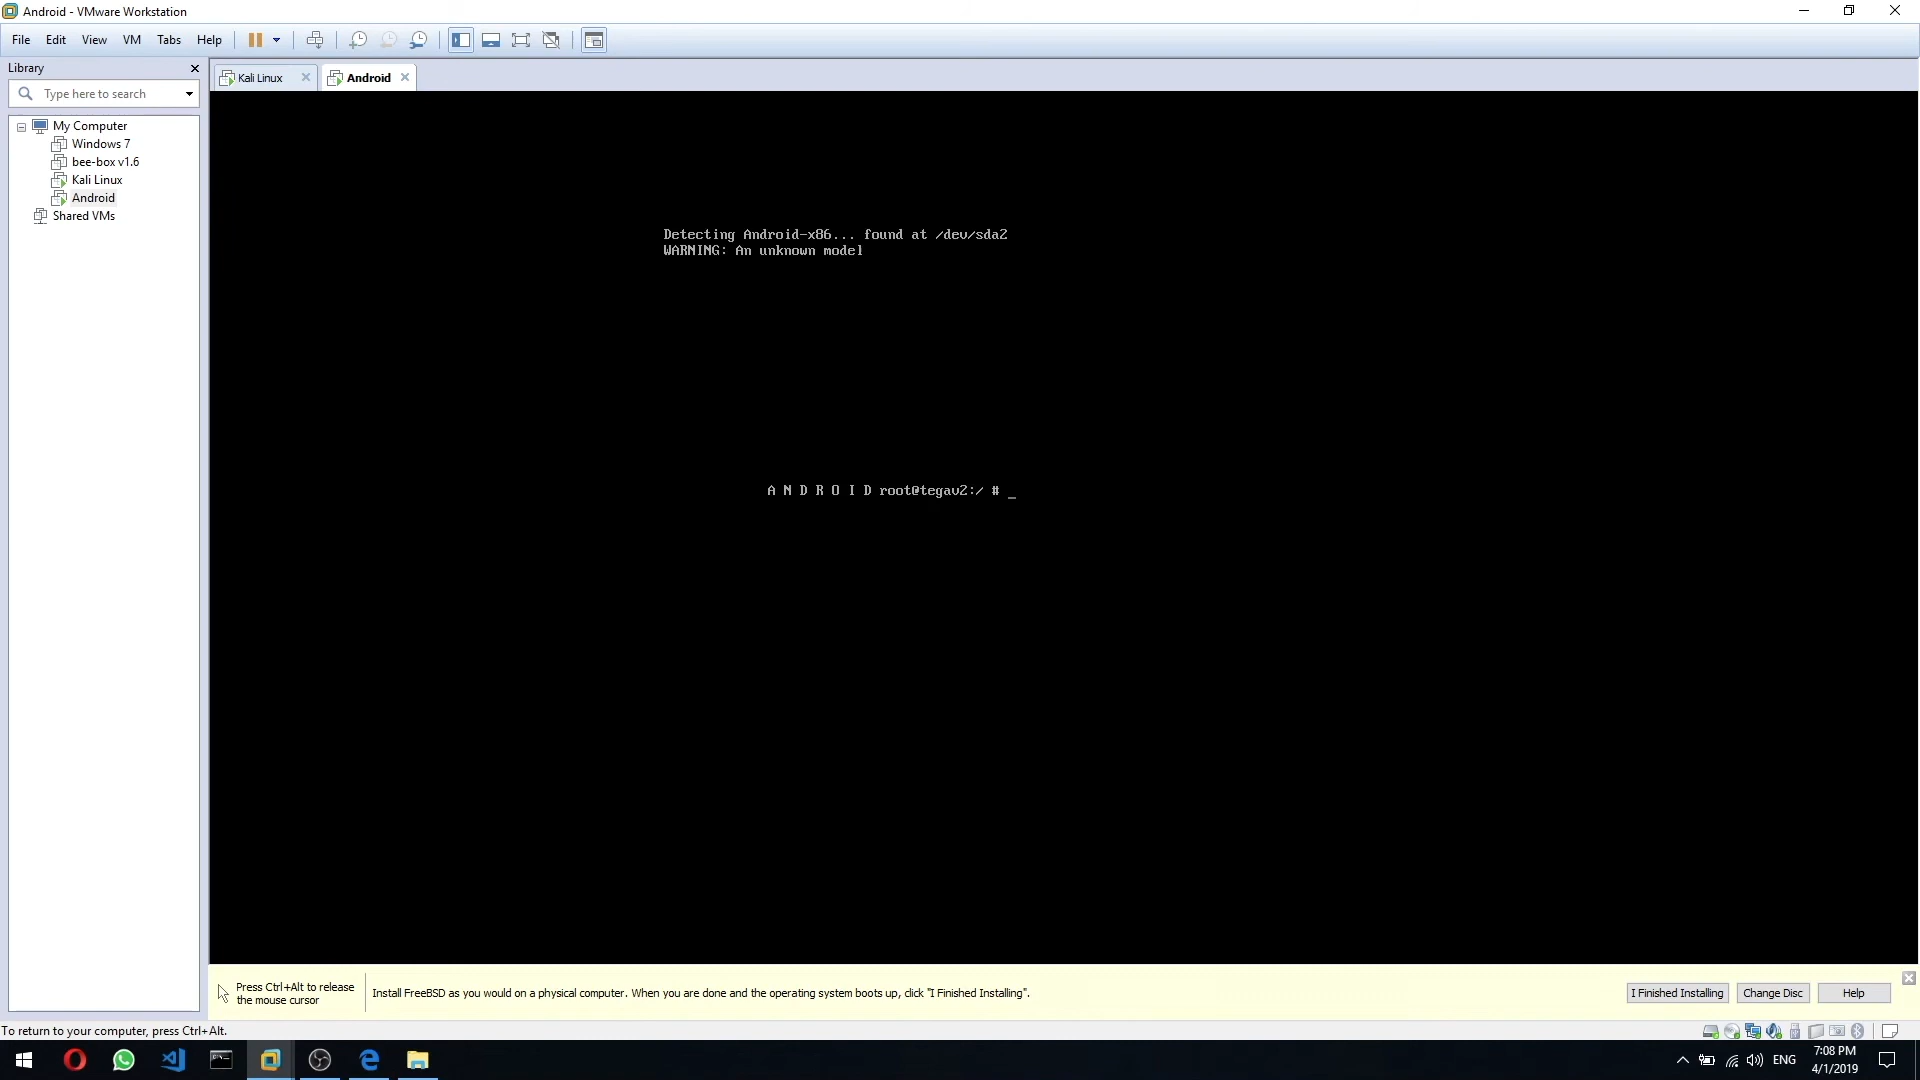 Android - VMware Workstation
File Edit View VM Tabs Help
Library
Kali Linux
Android
Type here to search
My Computer
Windows 7
bee-box v1.6
Kali Linux
Android
Shared VMs
Detecting Android-x86... found at /dev/sda2
WARNING: An unknown model
A N D R O I D root@tegav2:/ # _
Press Ctrl+Alt to release
the mouse cursor
Install FreeBSD as you would on a physical computer. When you are done and the operating system boots up, click "I Finished Installing".
I Finished Installing
Change Disc
Help
To return to your computer, press Ctrl+Alt.
ENG
7:08 PM
4/1/2019